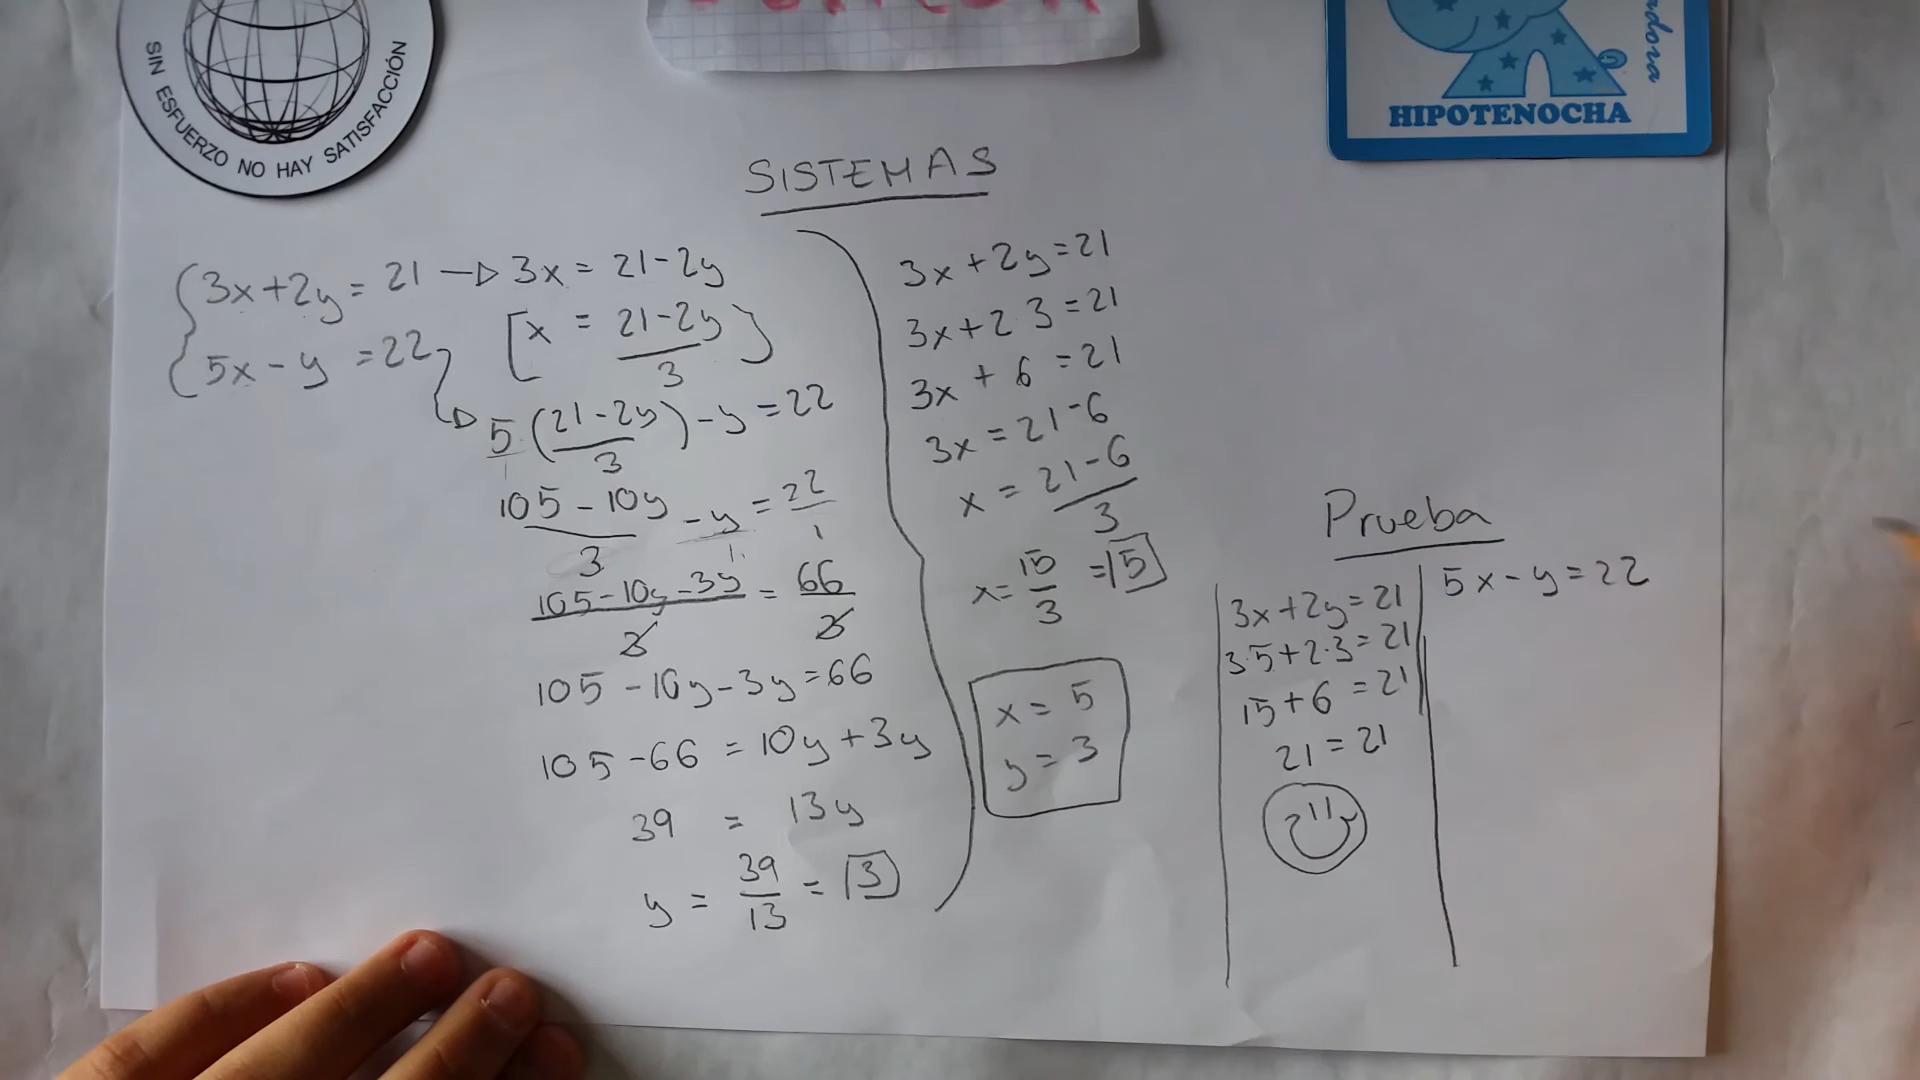 SIN ESFUERZO NO HAY SATISFACCIÓN
HIPOTENOCHA
SISTEMAS
3x+2y = 21 → 3x = 21-2y
5x - y = 22
[x = 21-2y / 3]
5/1 (21-2y / 3) - y = 22
105 - 10y / 3 - y / 1 = 22 / 1
105-10y-3y / 3 = 66 / 3
105 - 10y - 3y = 66
105 - 66 = 10y + 3y
39 = 13y
y = 39 / 13 = 3
3x + 2y = 21
3x + 2 3 = 21
3x + 6 = 21
3x = 21 - 6
x = 21 - 6 / 3
x = 15 / 3 = 5
x = 5
y = 3
Prueba
3x + 2y = 21
3·5 + 2·3 = 21
15 + 6 = 21
21 = 21
5x - y = 22